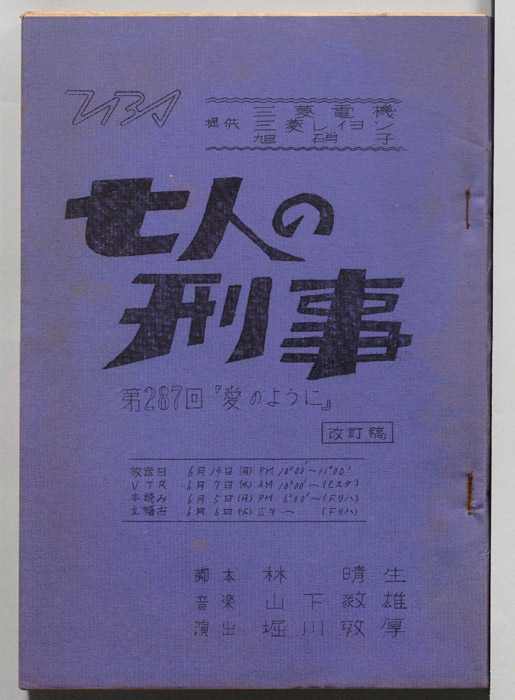 TBS
三菱電機
提供 三菱レイヨン
旭硝子
七人の
刑事
第287回『愛のように』
改訂稿
放送日 6月19日(月) PM 10°00'~11°00'
VTR 6月7日(水) AM 10°00'~(Cスタ)
本読み 6月5日(月) PM 6°00'~(Fリハ)
立稽古 6月6日(火) 正午~ (Fリハ)
脚本 林 晴生
音楽 山下毅雄
演出 堀川敦厚